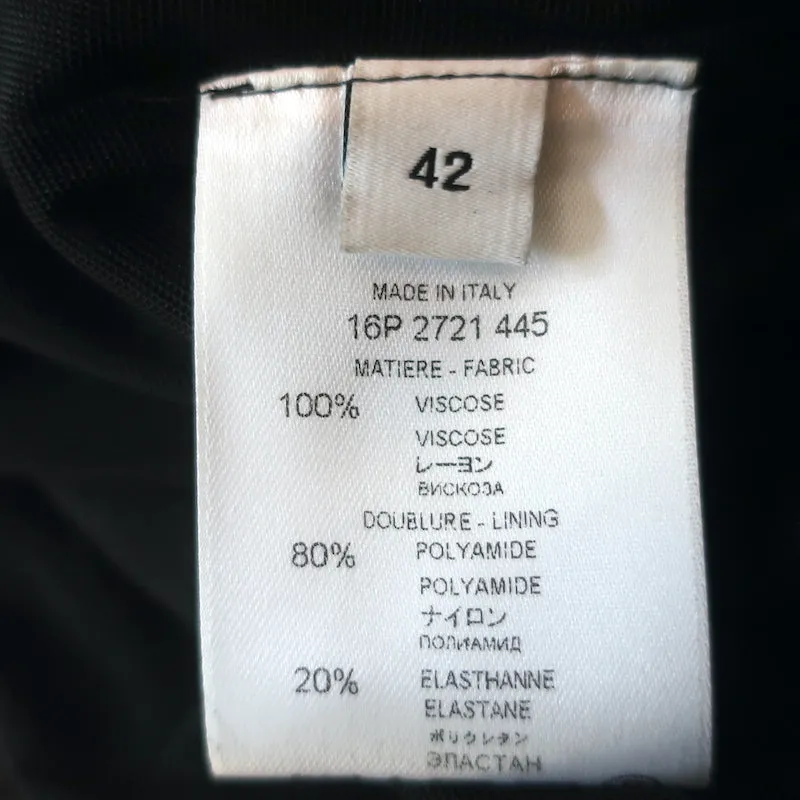 42
MADE IN ITALY
16P 2721 445
MATIERE - FABRIC
100% VISCOSE
VISCOSE
レーヨン
ВИСКОЗА
DOUBLURE - LINING
80% POLYAMIDE
POLYAMIDE
ナイロン
ПОЛИАМИД
20% ELASTHANNE
ELASTANE
ポリウレタン
ЭЛАСТАН